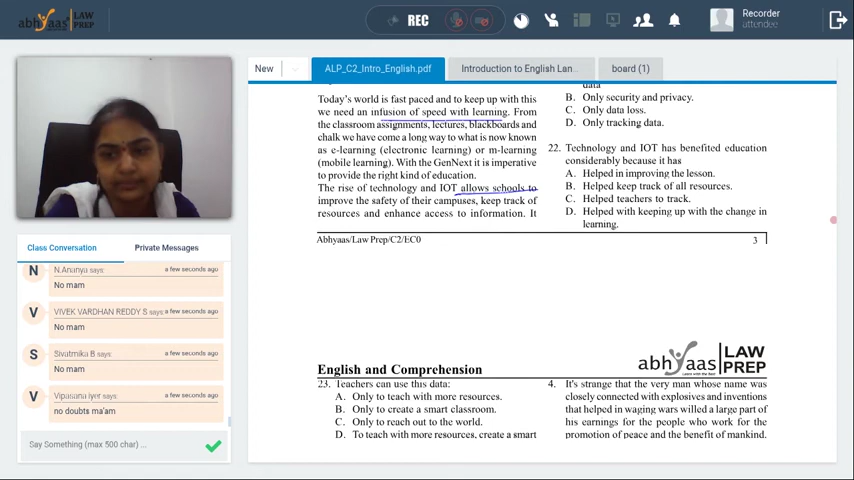 abhyaas LAW PREP
REC
Recorder
attendee
New
ALP_C2_Intro_English.pdf
Introduction to English Lan...
board (1)
Today's world is fast paced and to keep up with this
we need an infusion of speed with learning. From
the classroom assignments, lectures, blackboards and
chalk we have come a long way to what is now known
as e-learning (electronic learning) or m-learning
(mobile learning). With the GenNext it is imperative
to provide the right kind of education.
The rise of technology and IOT allows schools to
improve the safety of their campuses, keep track of
resources and enhance access to information. It
data
B. Only security and privacy.
C. Only data loss.
D. Only tracking data.
22. Technology and IOT has benefited education
considerably because it has
A. Helped in improving the lesson.
B. Helped keep track of all resources.
C. Helped teachers to track.
D. Helped with keeping up with the change in
learning.
Abhyaas/Law Prep/C2/EC0
3
English and Comprehension
abhyaas LAW PREP
23. Teachers can use this data:
A. Only to teach with more resources.
B. Only to create a smart classroom.
C. Only to reach out to the world.
D. To teach with more resources, create a smart
4. It's strange that the very man whose name was
closely connected with explosives and inventions
that helped in waging wars willed a large part of
his earnings for the people who work for the
promotion of peace and the benefit of mankind.
Class Conversation
Private Messages
N
N.Ananya says:
a few seconds ago
No mam
V
VIVEK VARDHAN REDDY S says:
a few seconds ago
No mam
S
Sivatmika B says:
a few seconds ago
No mam
V
Vipasana iyer says:
a few seconds ago
no doubts ma'am
Say Something (max 500 char) ...